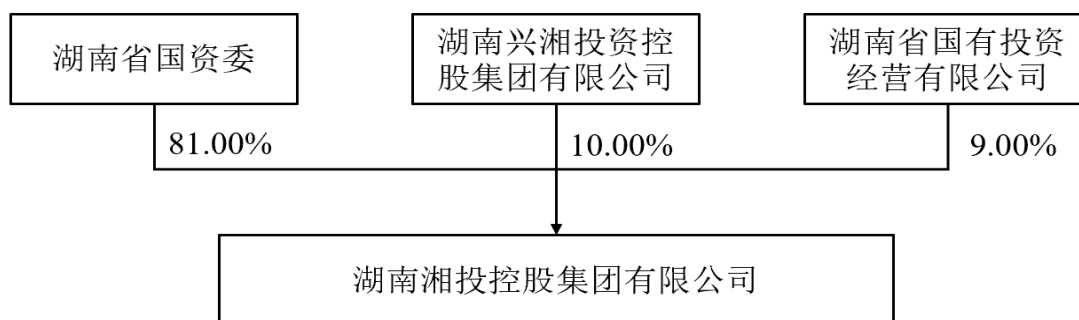 湖南省国资委
湖南兴湘投资控
股集团有限公司
湖南省国有投资
经营有限公司
81.00%
10.00%
9.00%
湖南湘投控股集团有限公司